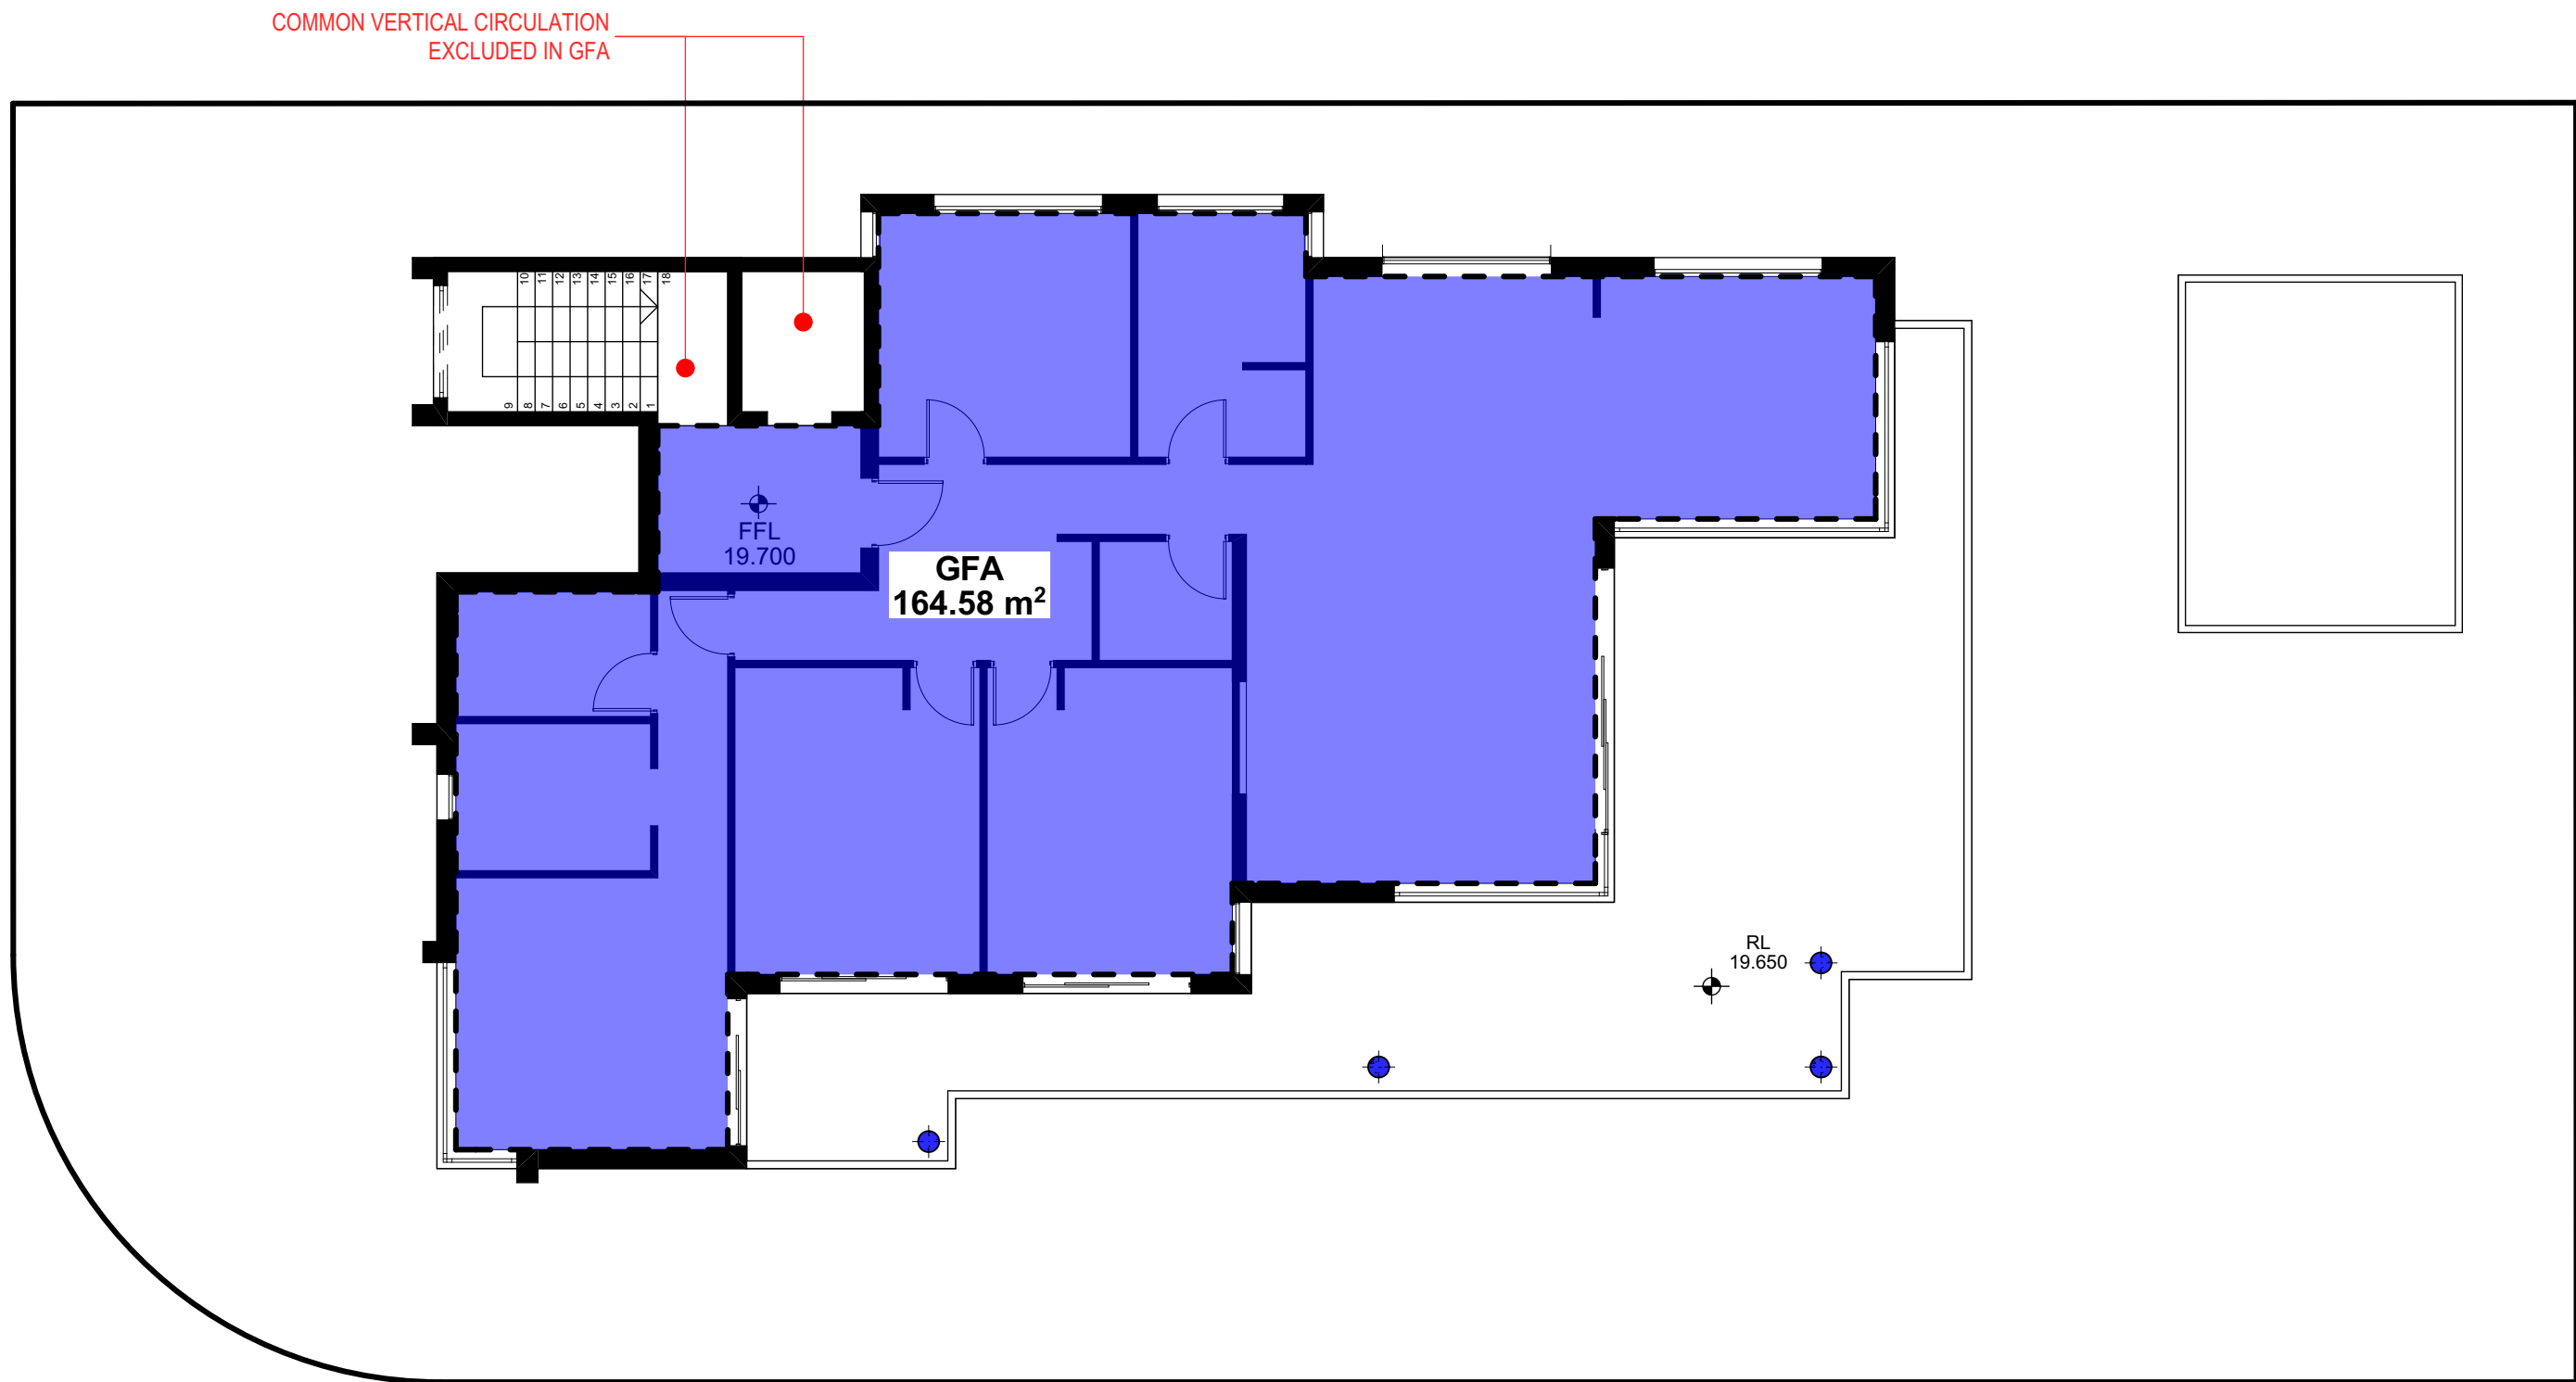 COMMON VERTICAL CIRCULATION
EXCLUDED IN GFA
10 11 12 13 14 15 16 17 18
9 8 7 6 5 4 3 2 1
FFL
19.700
GFA
164.58 m²
RL
19.650